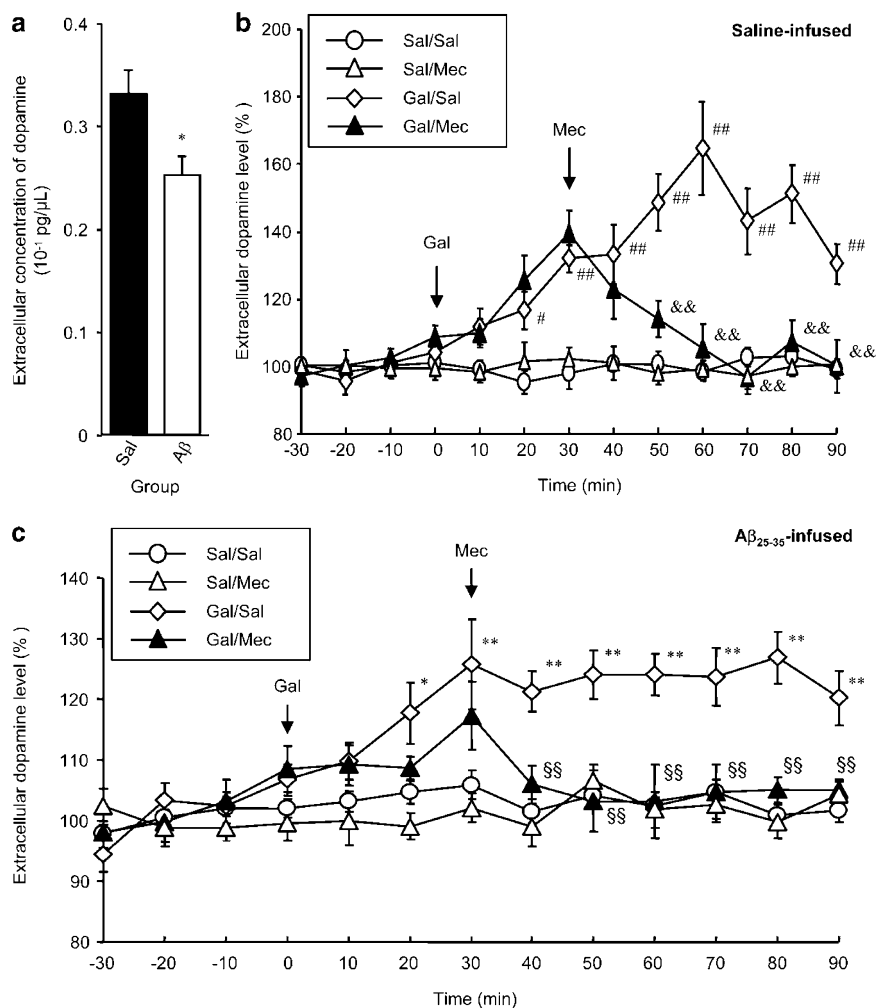 a
Extracellular concentration of dopamine
(10⁻¹ pg/μL)
0.4
0.3
0.2
0.1
0
Sal
Aβ
Group
*
b
Saline-infused
Sal/Sal
Sal/Mec
Gal/Sal
Gal/Mec
Extracellular dopamine level (%)
200
180
160
140
120
100
80
Gal
Mec
#
##
##
##
##
##
##
##
&&
&&
&&
&&
&&
-30 -20 -10 0 10 20 30 40 50 60 70 80 90
Time (min)
c
Aβ₂₅₋₃₅-infused
Sal/Sal
Sal/Mec
Gal/Sal
Gal/Mec
Extracellular dopamine level (%)
140
130
120
110
100
90
80
Gal
Mec
*
**
**
**
**
**
**
**
§§
§§
§§
§§
§§
§§
-30 -20 -10 0 10 20 30 40 50 60 70 80 90
Time (min)